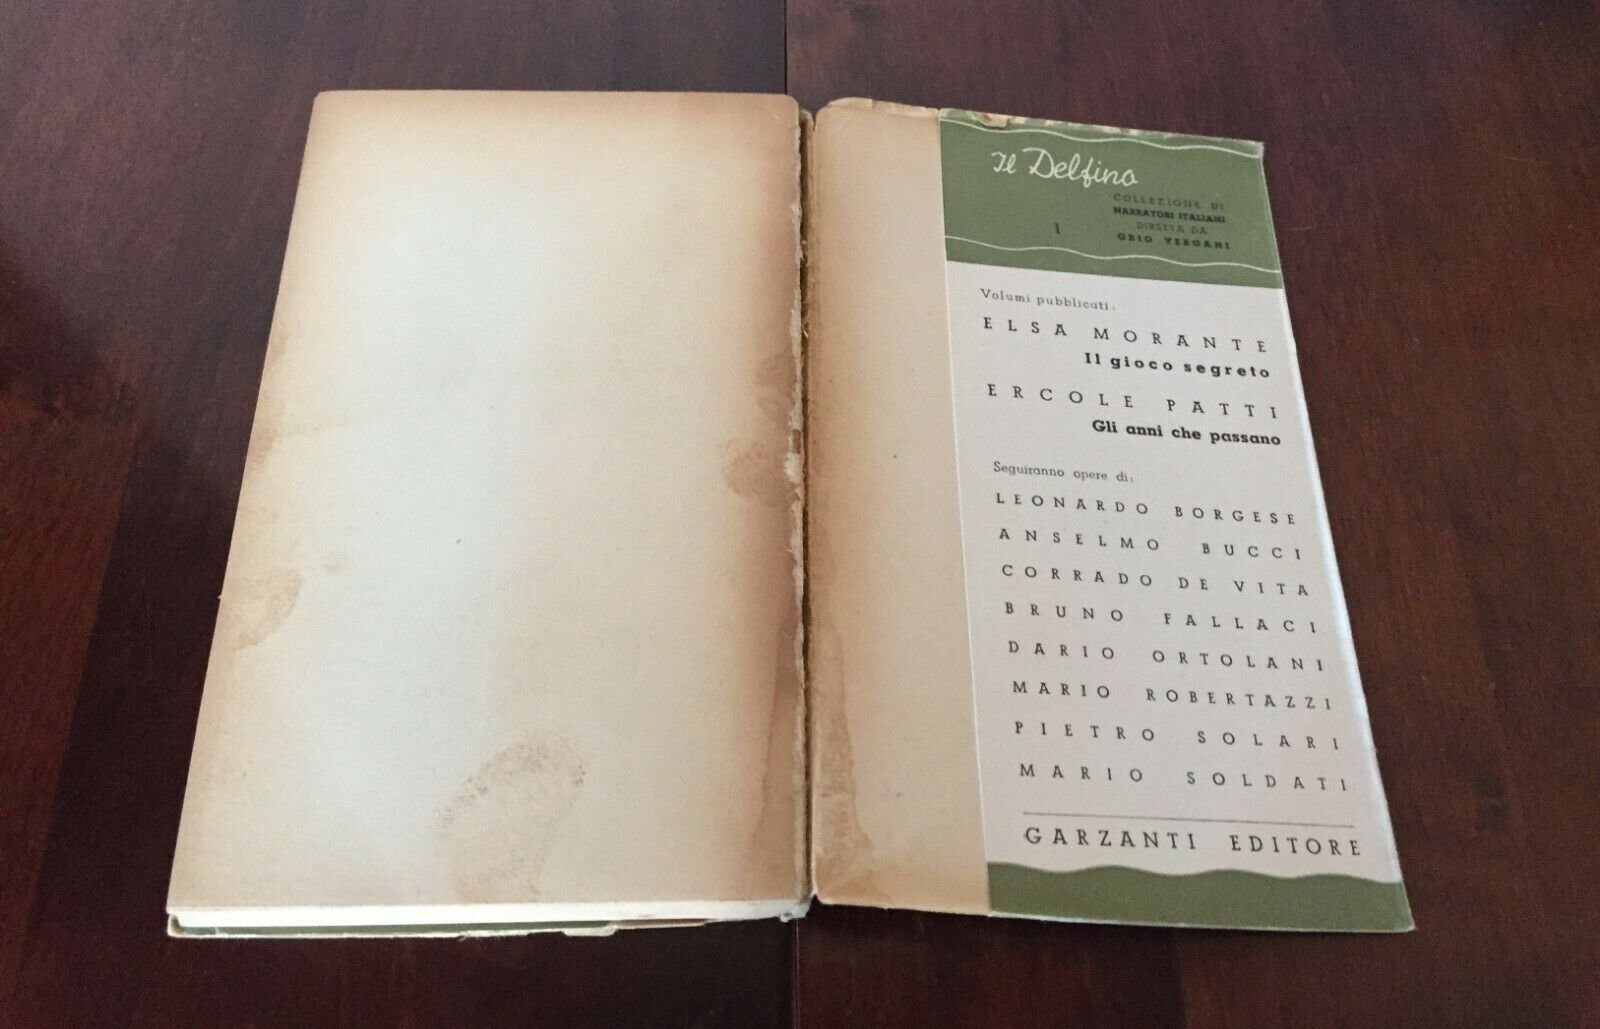 Il Delfino
COLLEZIONE DI
NARRATORI ITALIANI
DIRETTA DA
ORIO VERGANI
1
Volumi pubblicati:
ELSA MORANTE
Il gioco segreto
ERCOLE PATTI
Gli anni che passano
Seguiranno opere di:
LEONARDO BORGESE
ANSELMO BUCCI
CORRADO DE VITA
BRUNO FALLACI
DARIO ORTOLANI
MARIO ROBERTAZZI
PIETRO SOLARI
MARIO SOLDATI
GARZANTI EDITORE